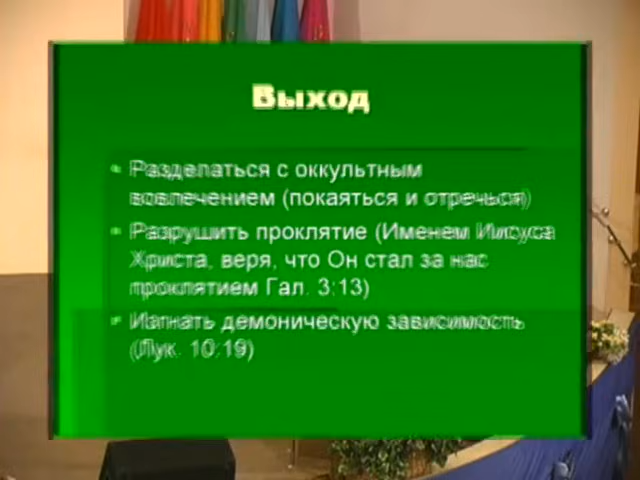 Выход
Разделаться с оккультным
вовлечением (покаяться и отречься)
Разрушить проклятие (Именем Иисуса
Христа, веря, что Он стал за нас
проклятием Гал. 3:13)
Изгнать демоническую зависимость
(Лук. 10:19)